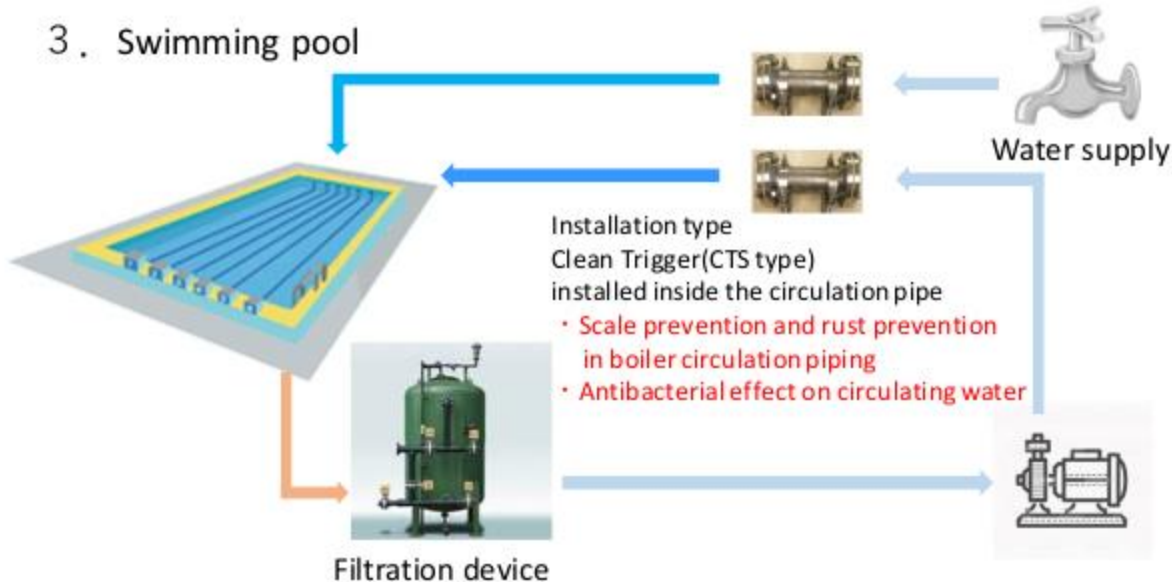 ３．Swimming pool
Water supply
Installation type
Clean Trigger(CTS type)
installed inside the circulation pipe
・Scale prevention and rust prevention
in boiler circulation piping
・Antibacterial effect on circulating water
Filtration device